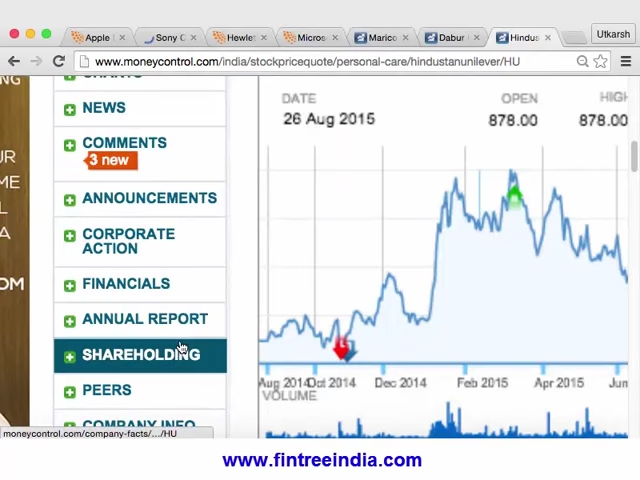 Apple I
Sony C
Hewlet
Micros
Marico
Dabur I
Hindus
Utkarsh
www.moneycontrol.com/india/stockpricequote/personal-care/hindustanunilever/HU
DATE
OPEN
HIGH
26 Aug 2015
878.00
878.00
NEWS
COMMENTS
3 new
ANNOUNCEMENTS
CORPORATE
ACTION
FINANCIALS
ANNUAL REPORT
SHAREHOLDING
PEERS
COMPANY INFO
Aug 2014
Oct 2014
Dec 2014
Feb 2015
Apr 2015
Jun
VOLUME
moneycontrol.com/company-facts/.../HU
www.fintreeindia.com